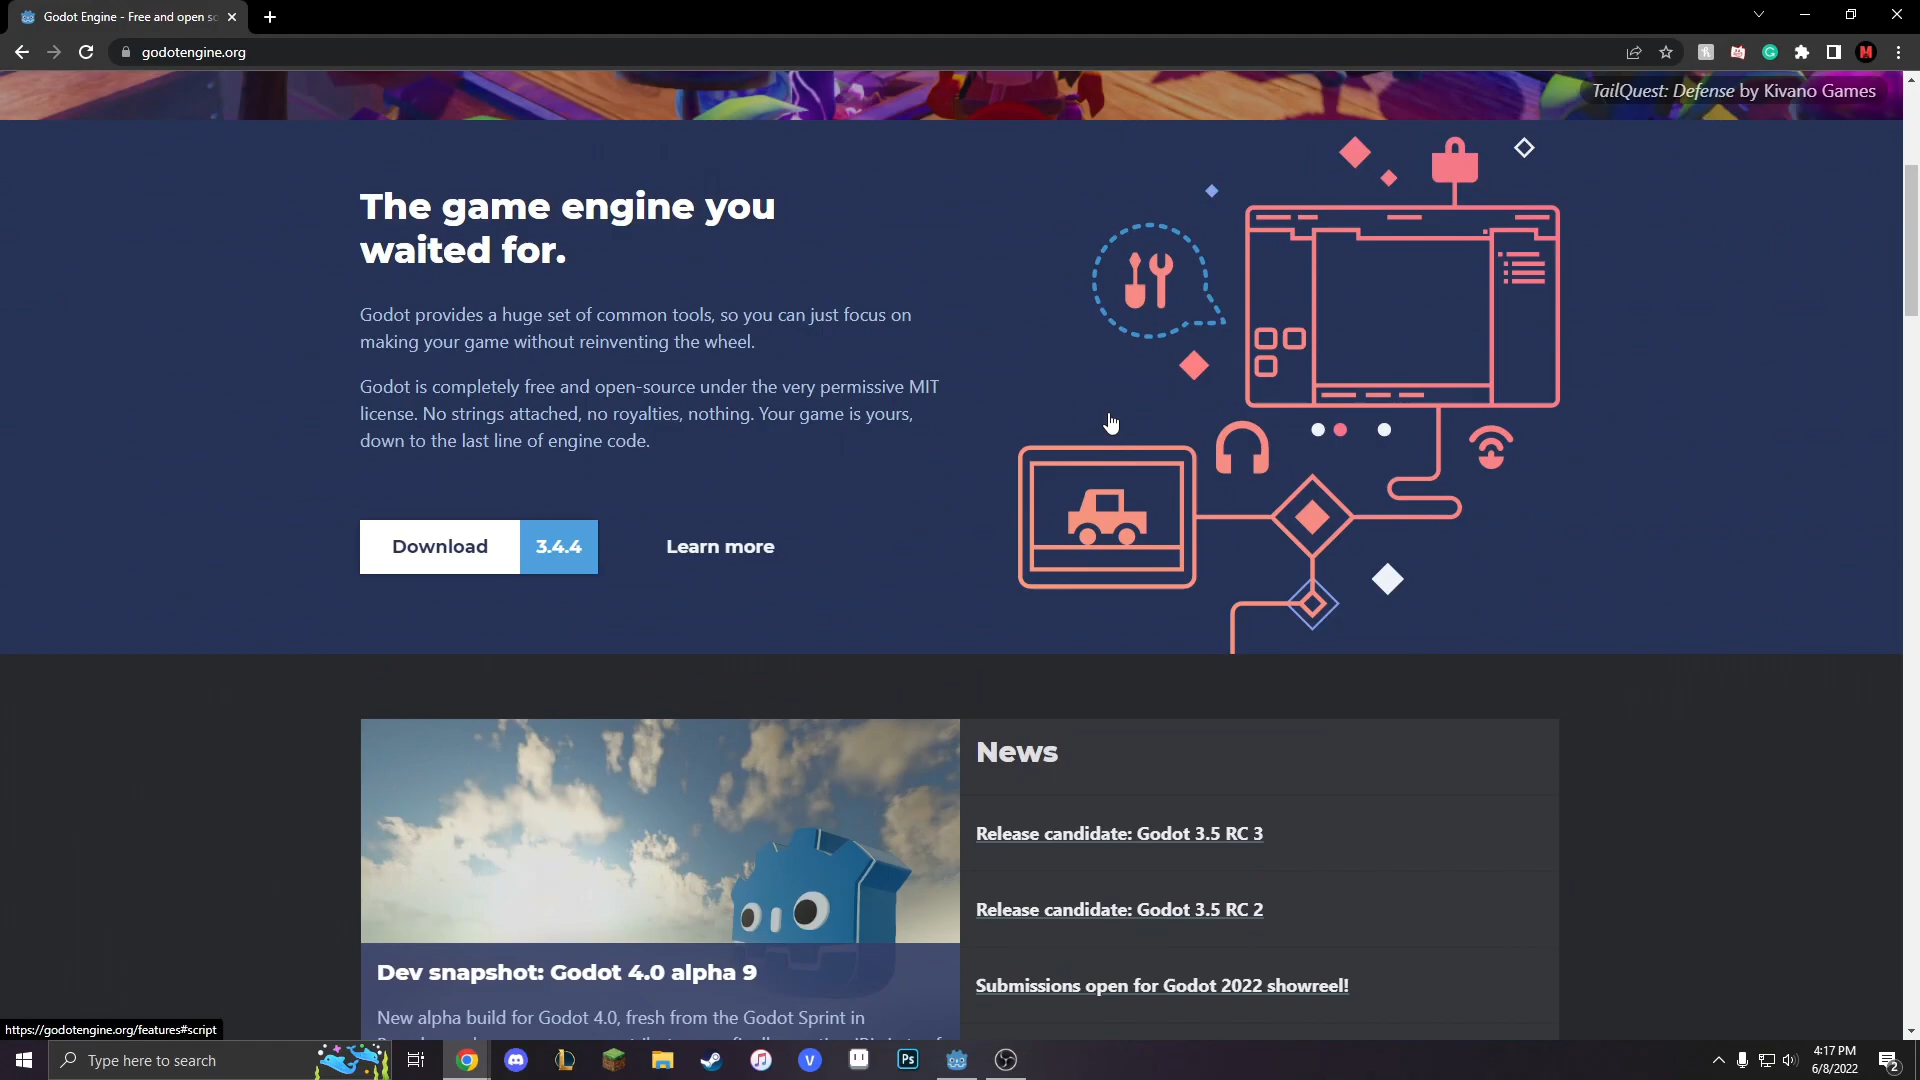 Godot Engine - Free and open so
godotengine.org
TailQuest: Defense by Kivano Games
The game engine you
waited for.
Godot provides a huge set of common tools, so you can just focus on
making your game without reinventing the wheel.
Godot is completely free and open-source under the very permissive MIT
license. No strings attached, no royalties, nothing. Your game is yours,
down to the last line of engine code.
Download 3.4.4 Learn more
News
Release candidate: Godot 3.5 RC 3
Release candidate: Godot 3.5 RC 2
Submissions open for Godot 2022 showreel!
Dev snapshot: Godot 4.0 alpha 9
New alpha build for Godot 4.0, fresh from the Godot Sprint in
https://godotengine.org/features#script
Type here to search
Ps
4:17 PM
6/8/2022
2